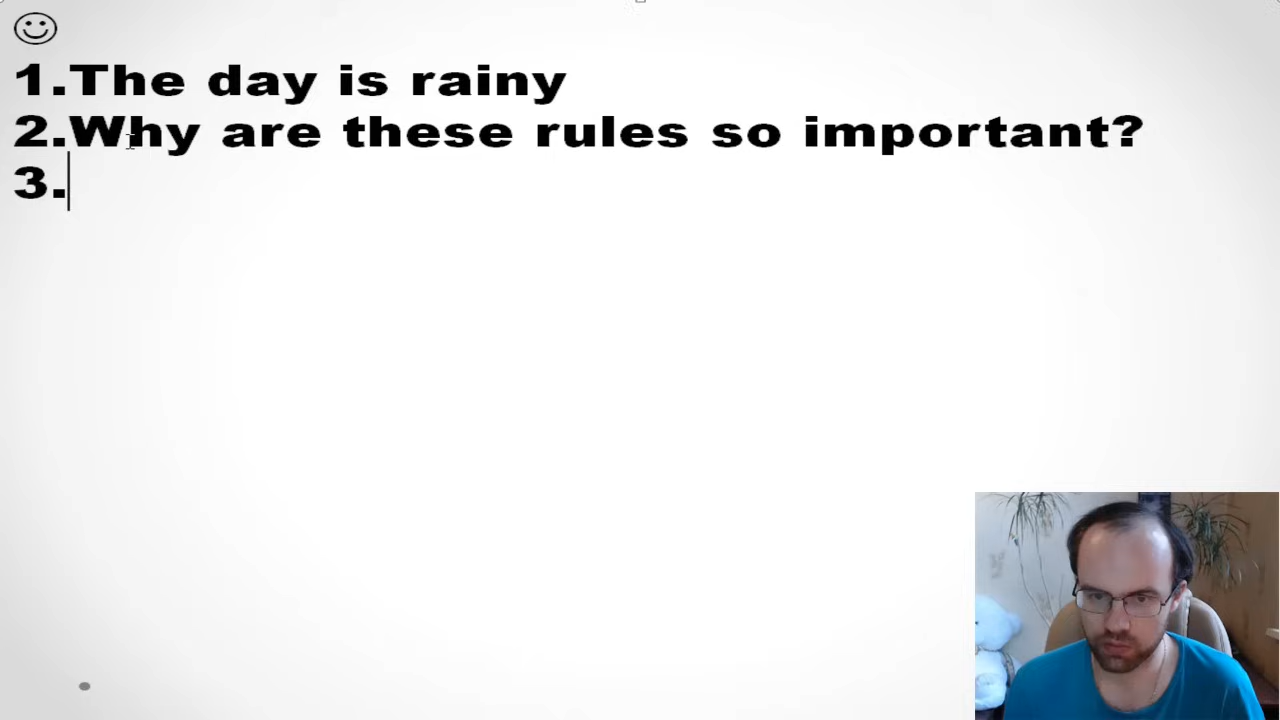 1.The day is rainy
2.Why are these rules so important?
3.